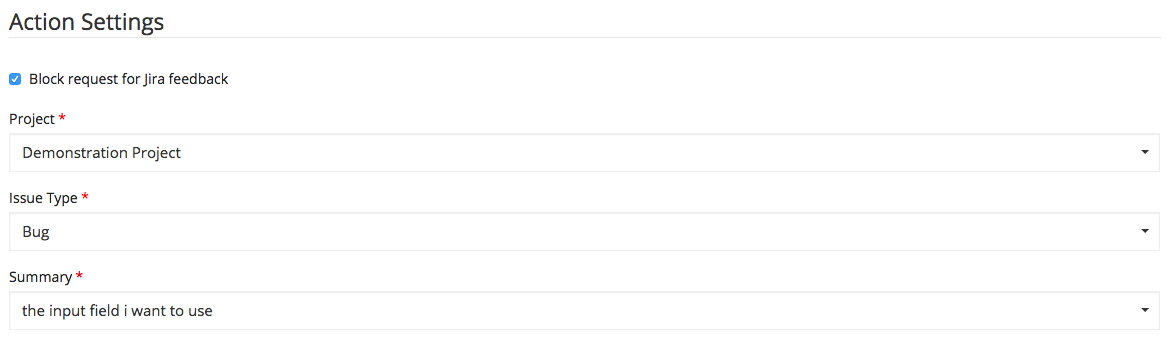 Action Settings
Block request for Jira feedback
Project *
Demonstration Project
Issue Type *
Bug
Summary *
the input field i want to use